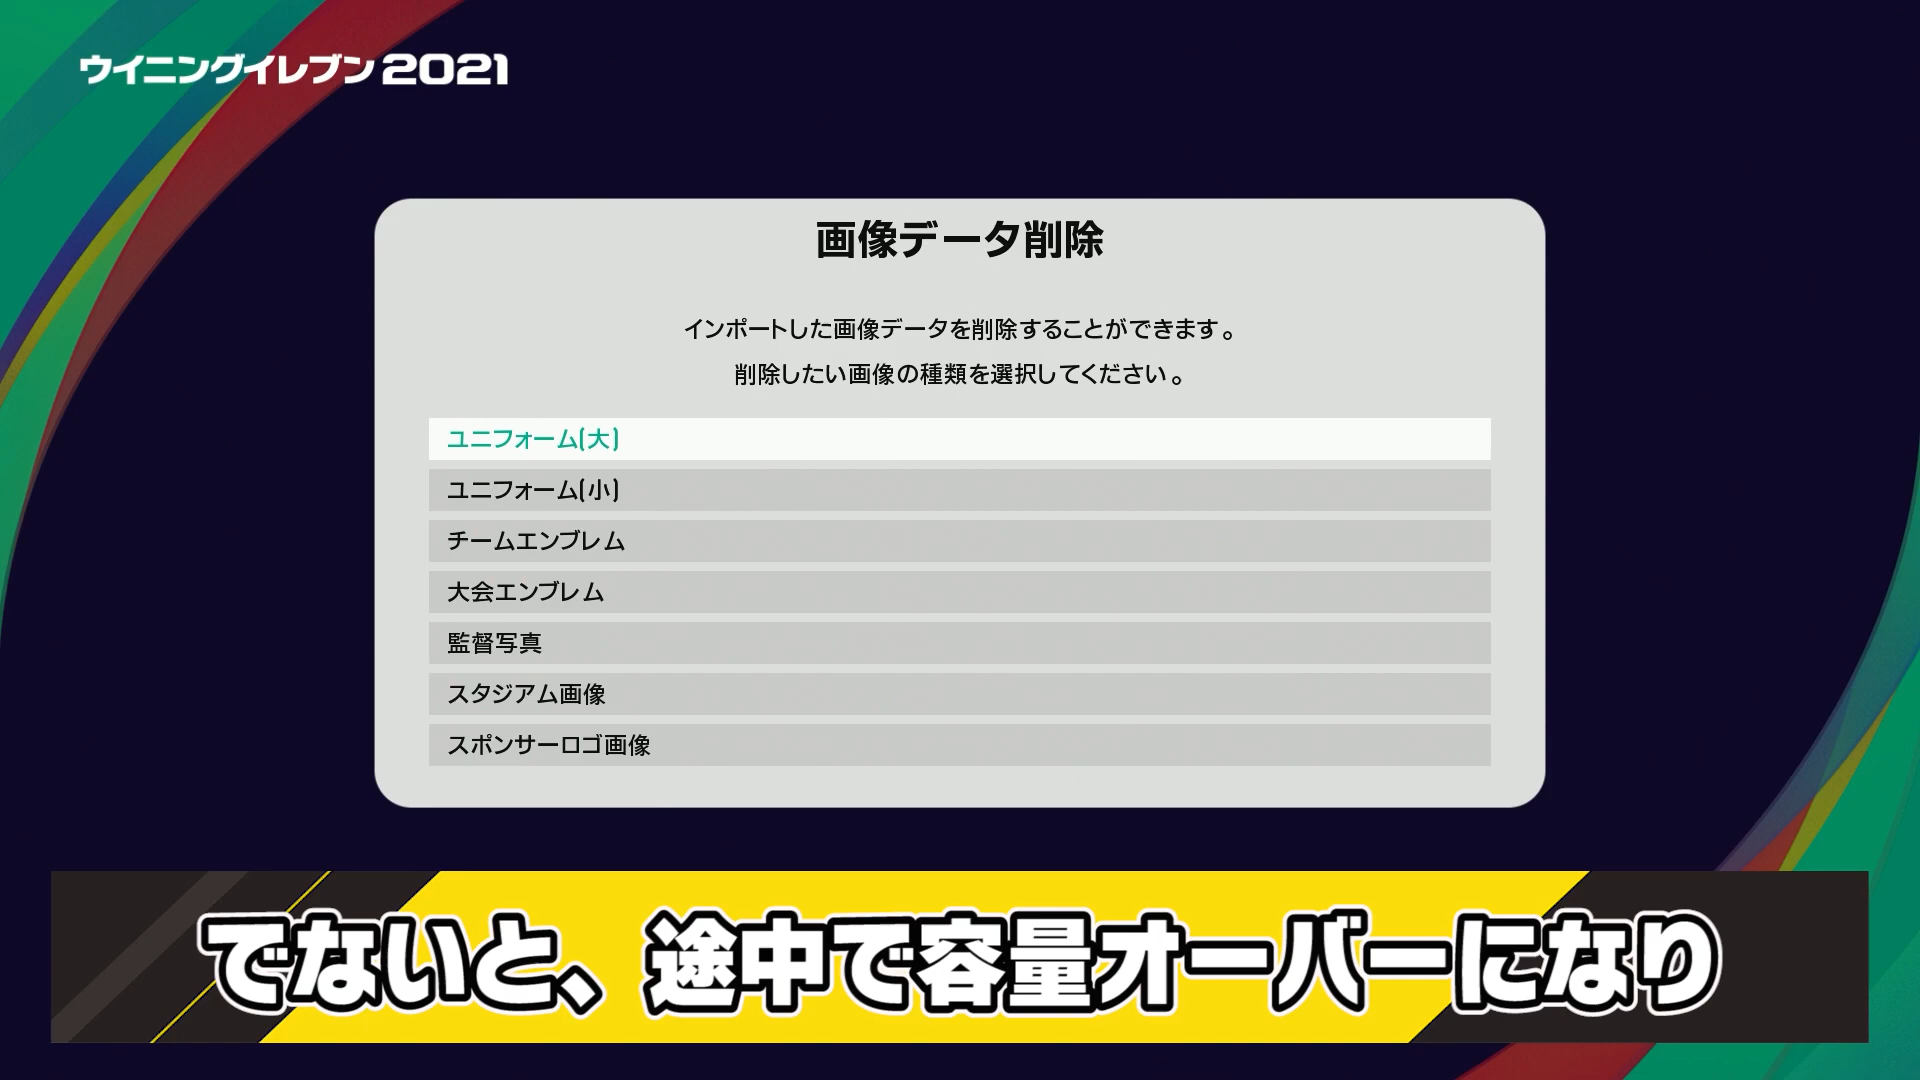 ウイニングイレブン2021
画像データ削除
インポートした画像データを削除することができます。
削除したい画像の種類を選択してください。
ユニフォーム(大)
ユニフォーム(小)
チームエンブレム
大会エンブレム
監督写真
スタジアム画像
スポンサーロゴ画像
でないと、途中で容量オーバーになり